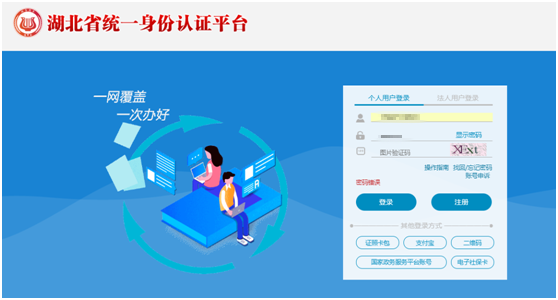 湖北省统一身份认证平台
一网覆盖
一次办好
个人用户登录 法人用户登录
显示密码
图片验证码
操作指南 找回/忘记密码
账号申诉
密码错误
登录 注册
其他登录方式
证照卡包 支付宝 二维码
国家政务服务平台账号 电子社保卡